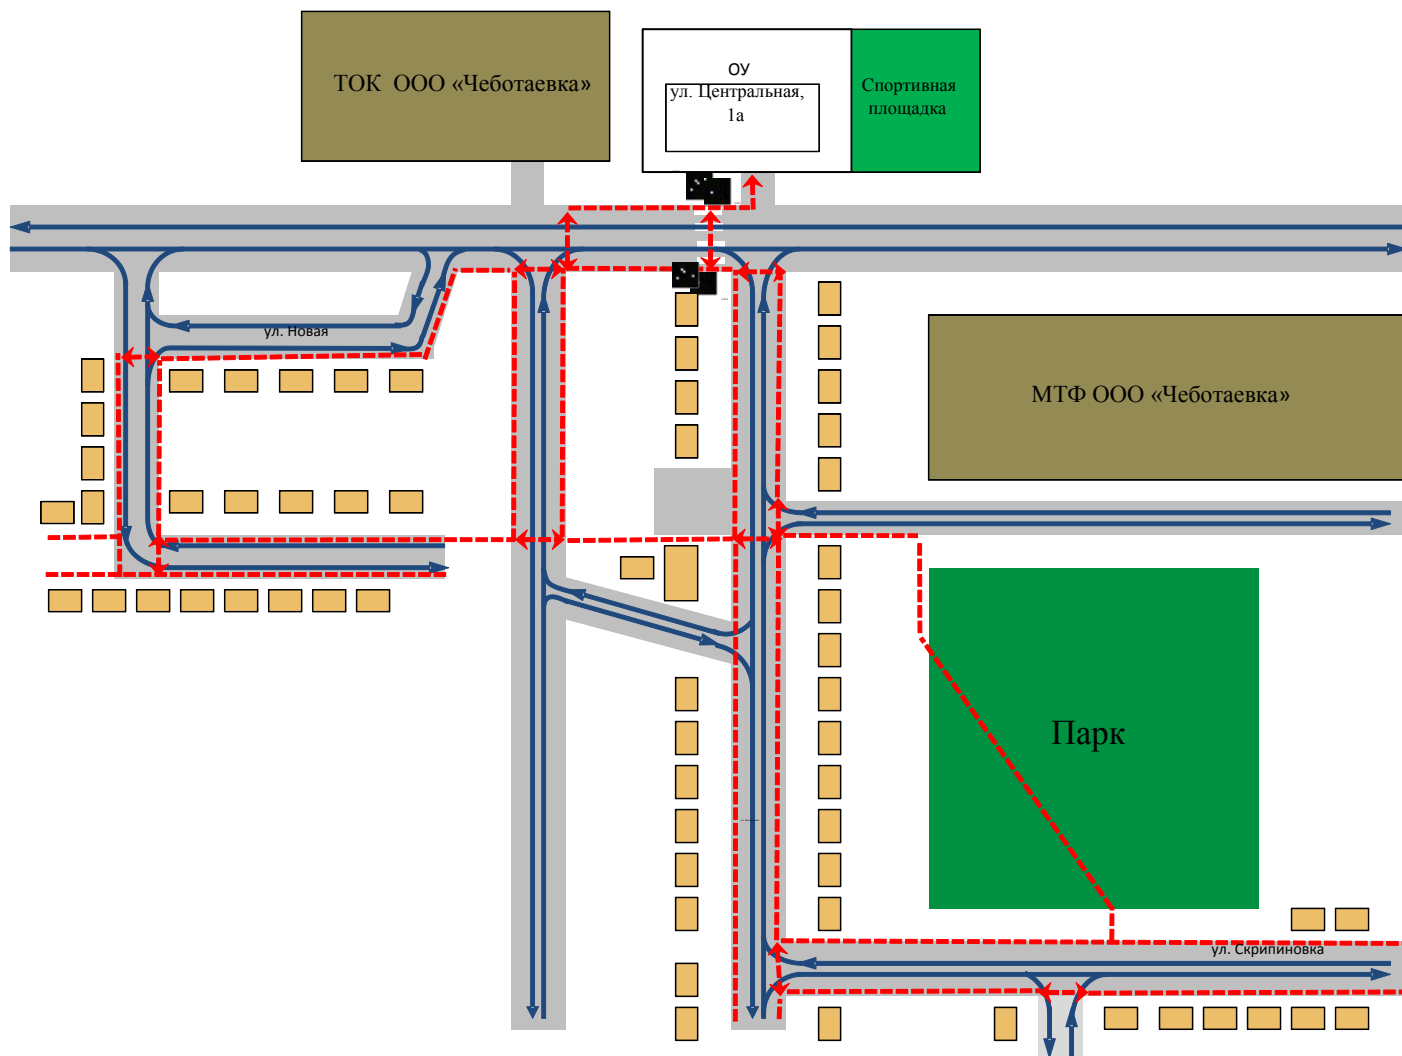 ТОК ООО «Чеботаевка»
ОУ
ул. Центральная,
1а
Спортивная
площадка
ул. Новая
МТФ ООО «Чеботаевка»
Парк
ул. Скрипиновка